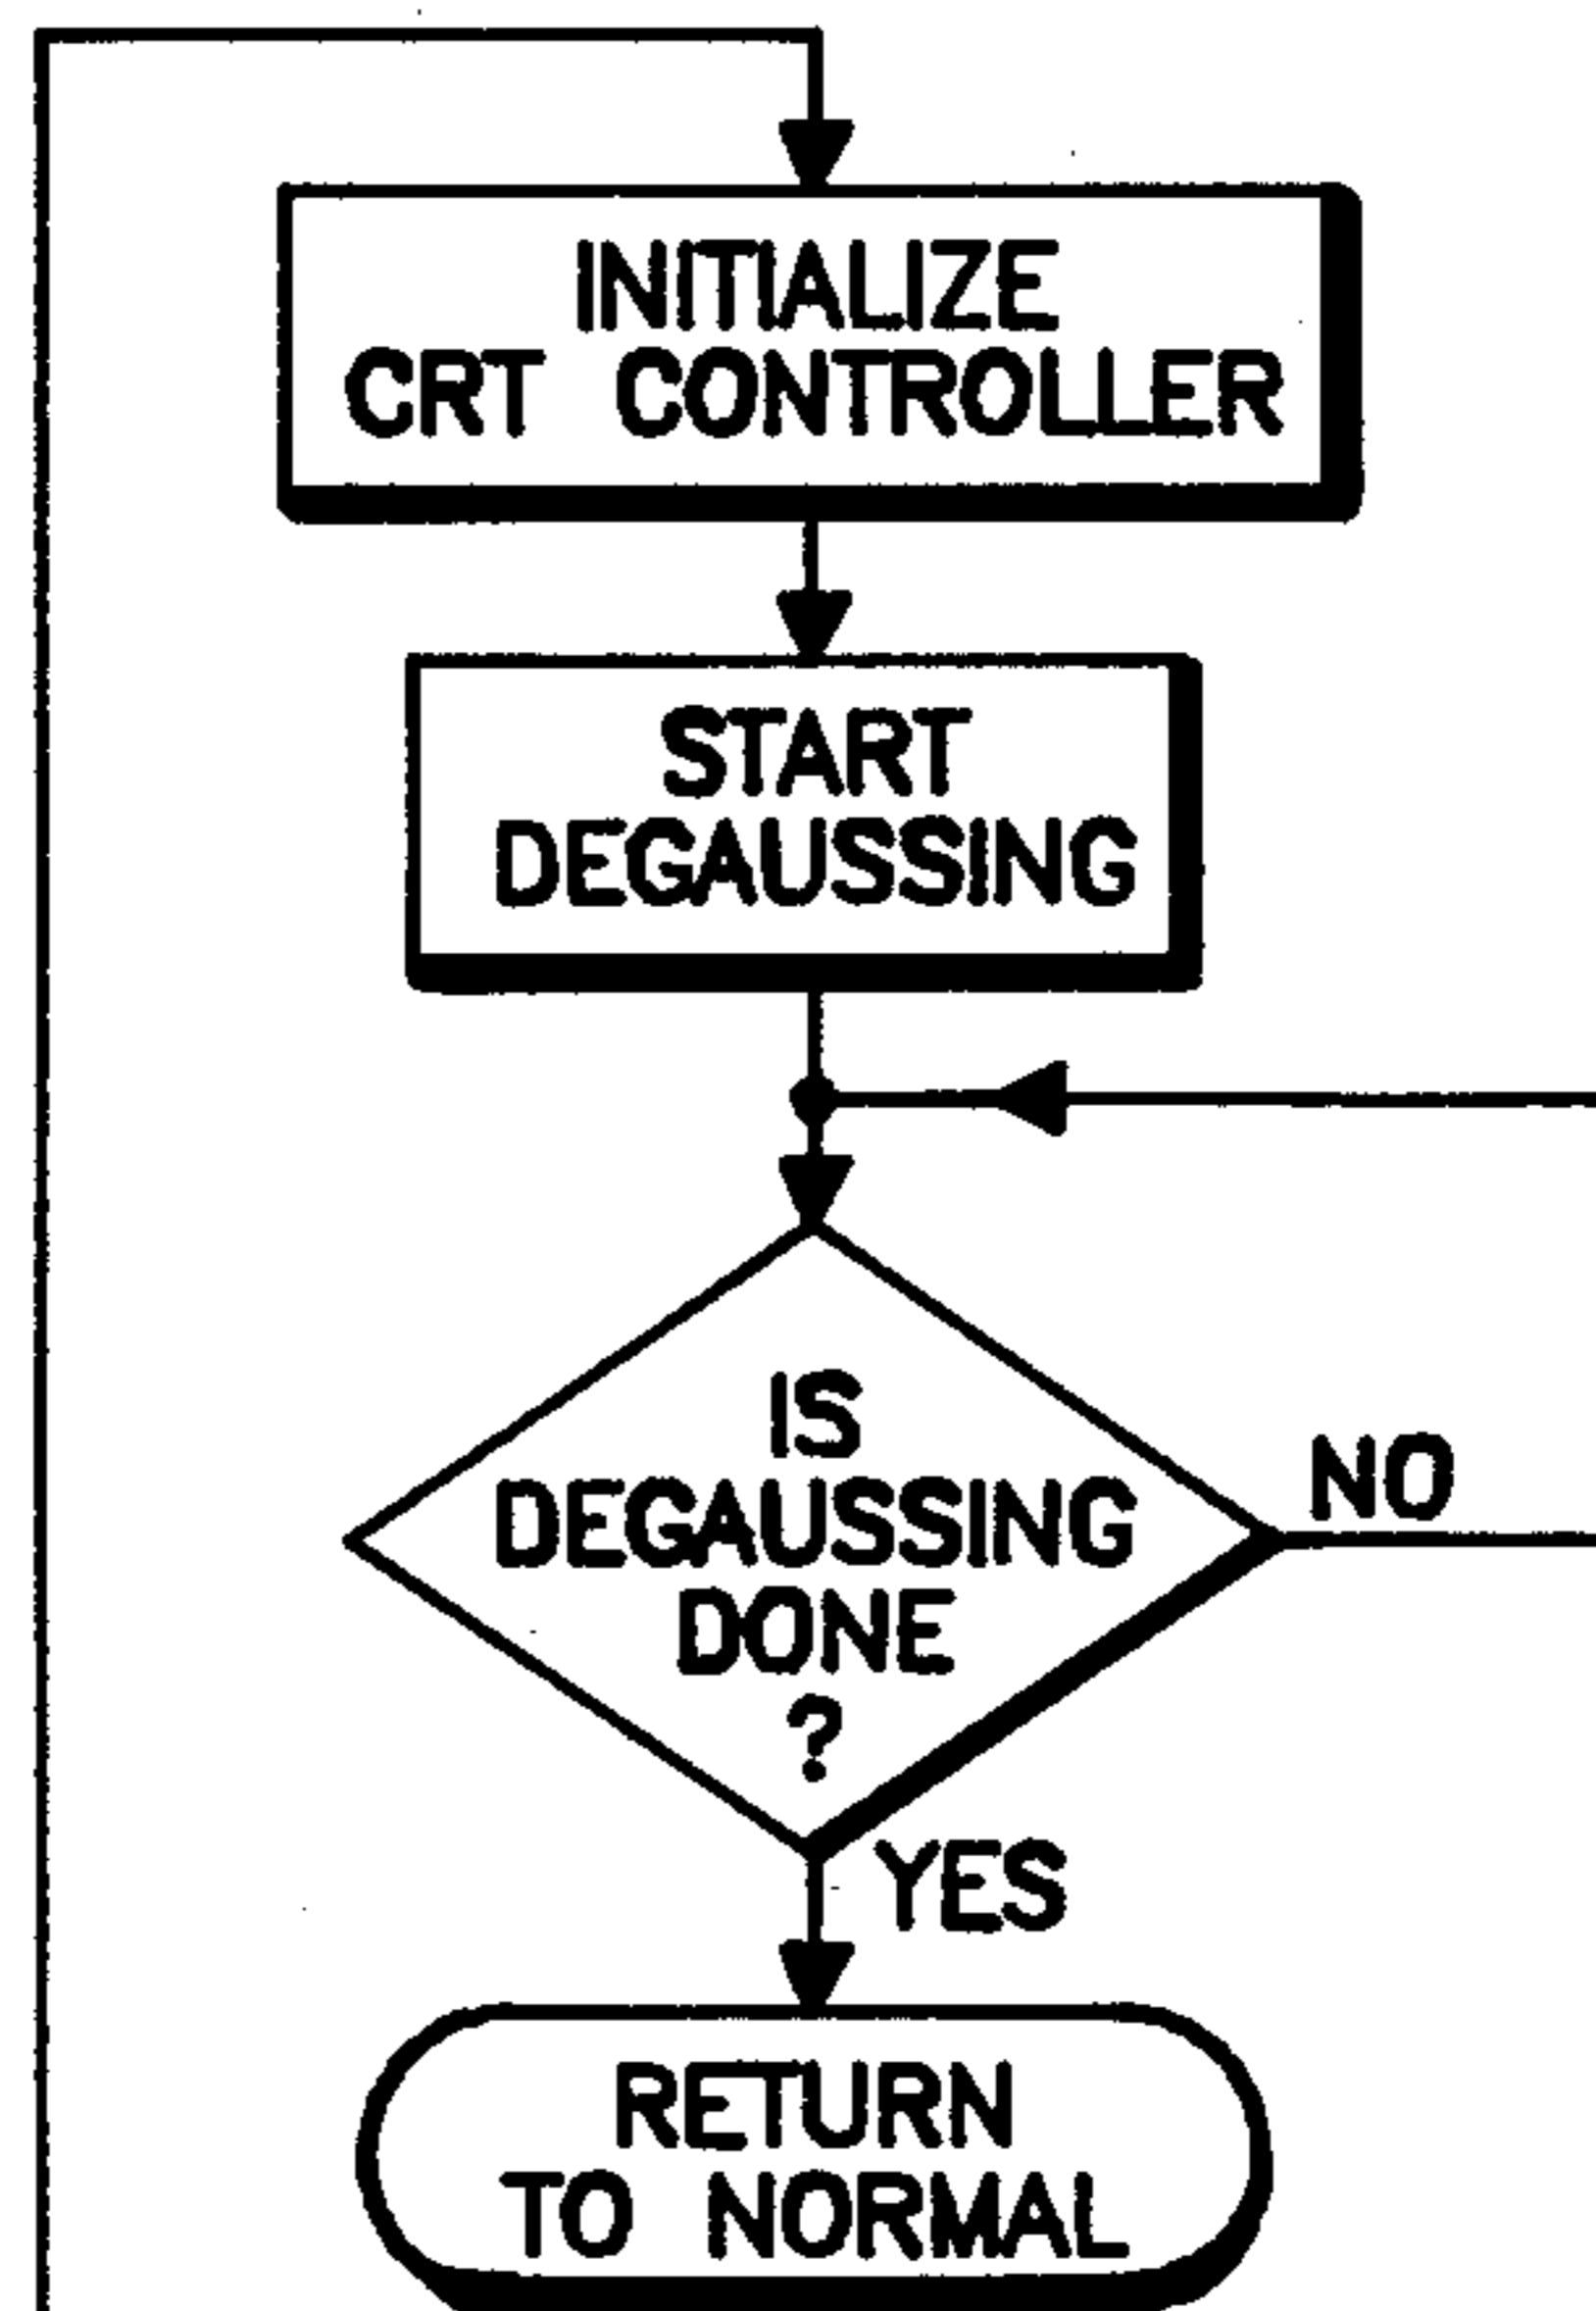 INITIALIZE
CRT CONTROLLER
START
DEGAUSSING
IS
DEGAUSSING
DONE
?
NO
YES
RETURN
TO NORMAL